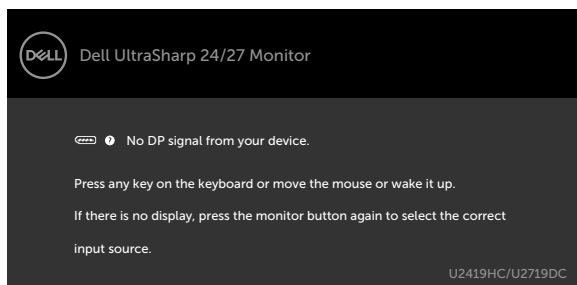 DELL Dell UltraSharp 24/27 Monitor
? No DP signal from your device.
Press any key on the keyboard or move the mouse or wake it up.
If there is no display, press the monitor button again to select the correct
input source.
U2419HC/U2719DC